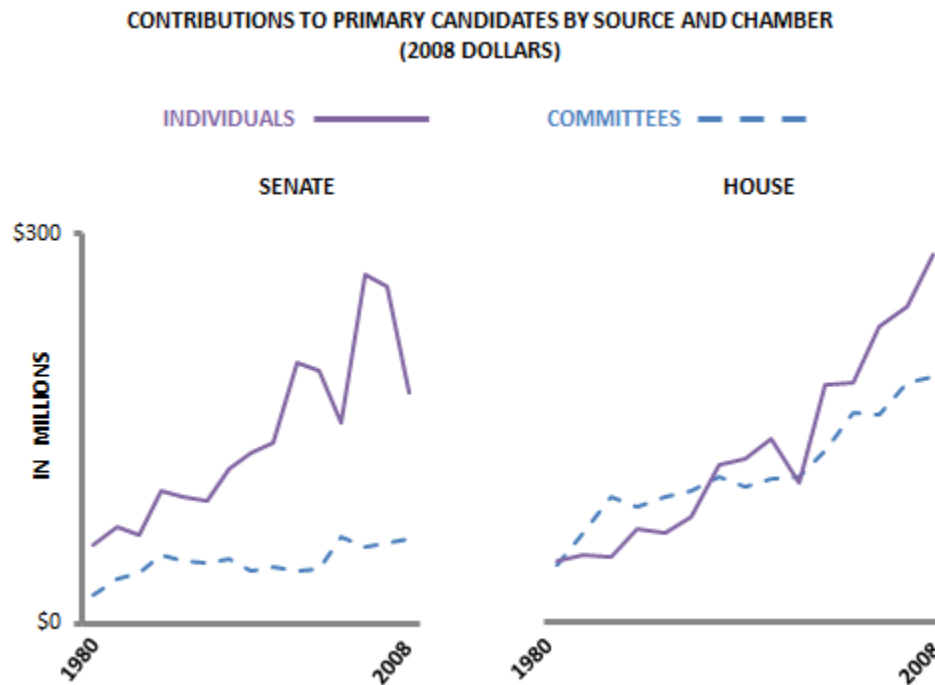 CONTRIBUTIONS TO PRIMARY CANDIDATES BY SOURCE AND CHAMBER
(2008 DOLLARS)
INDIVIDUALS
COMMITTEES
SENATE
HOUSE
$300
IN MILLIONS
$0
1980
2008
1980
2008